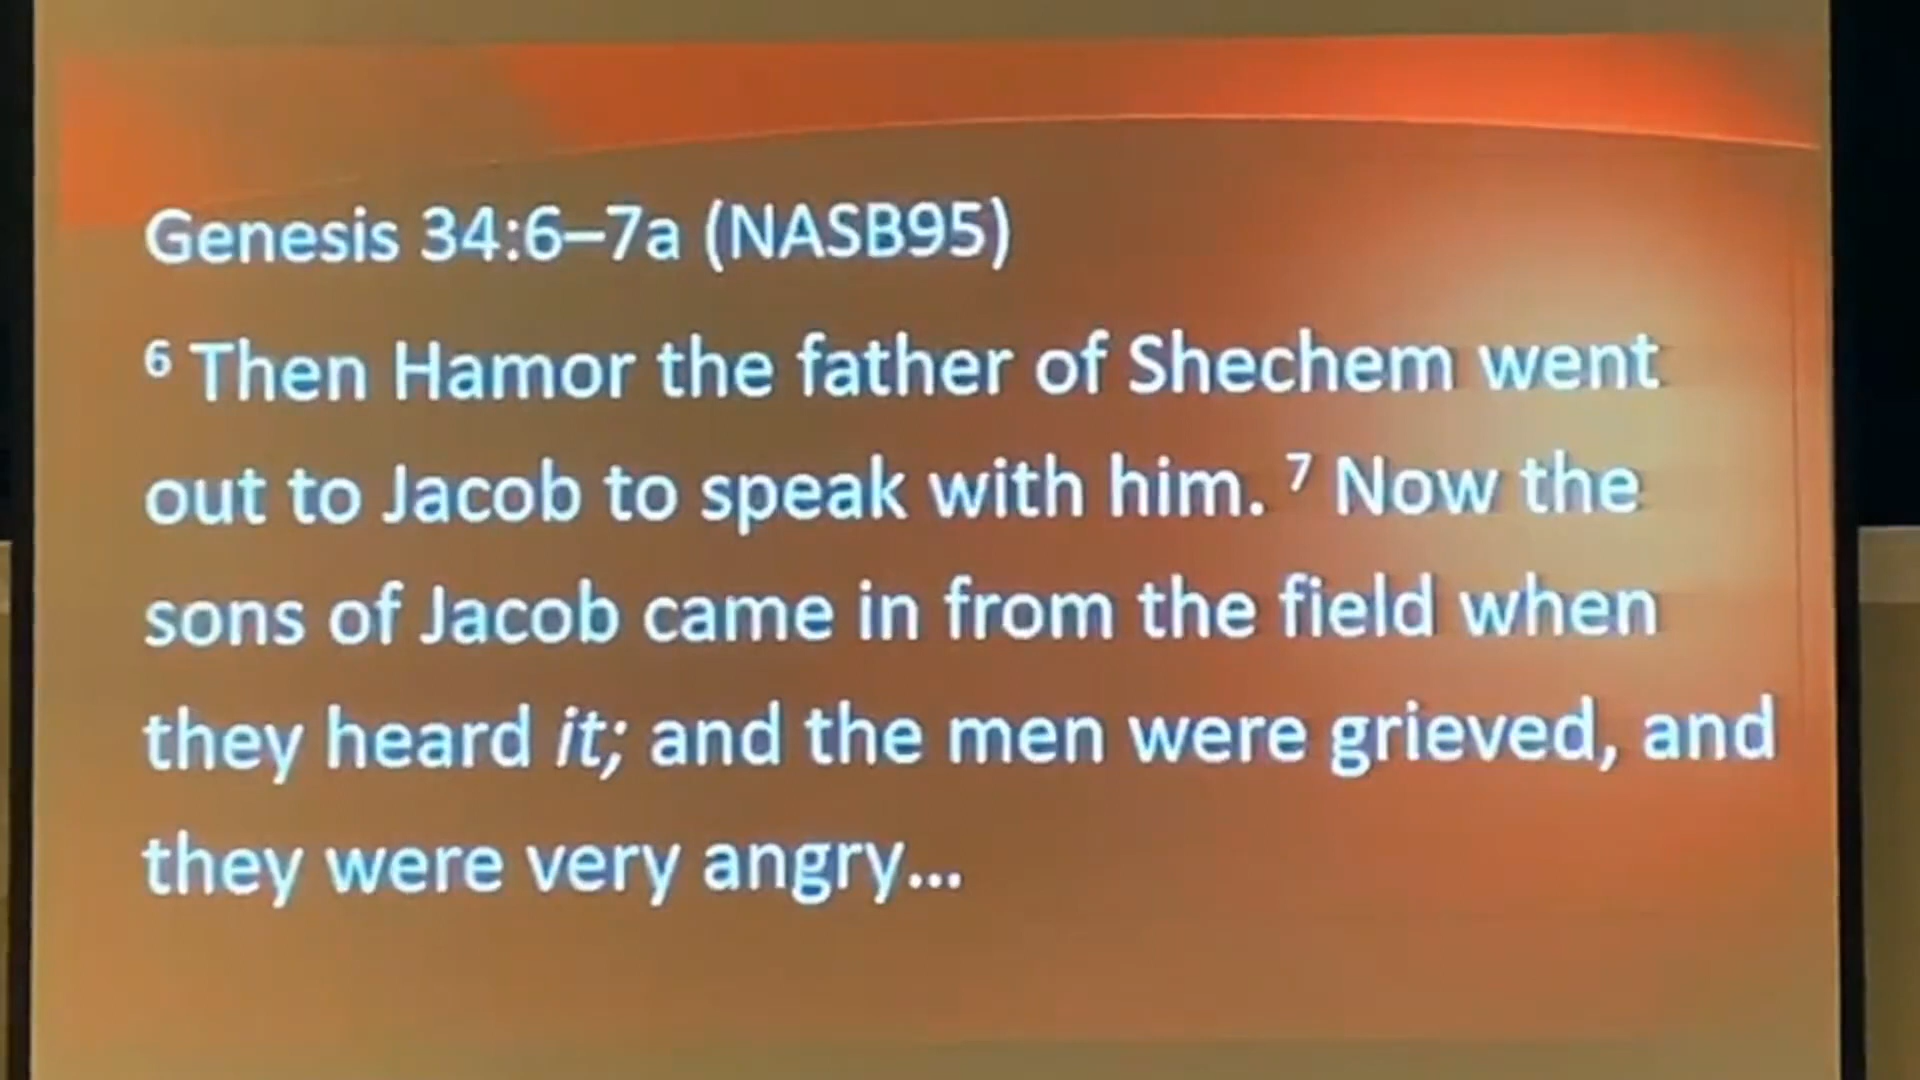 Genesis 34:6–7a (NASB95)
⁶ Then Hamor the father of Shechem went
out to Jacob to speak with him. ⁷ Now the
sons of Jacob came in from the field when
they heard it; and the men were grieved, and
they were very angry...